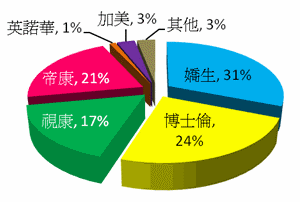 加美, 3%
其他, 3%
英諾華, 1%
帝康, 21%
嬌生, 31%
視康, 17%
博士倫,
24%